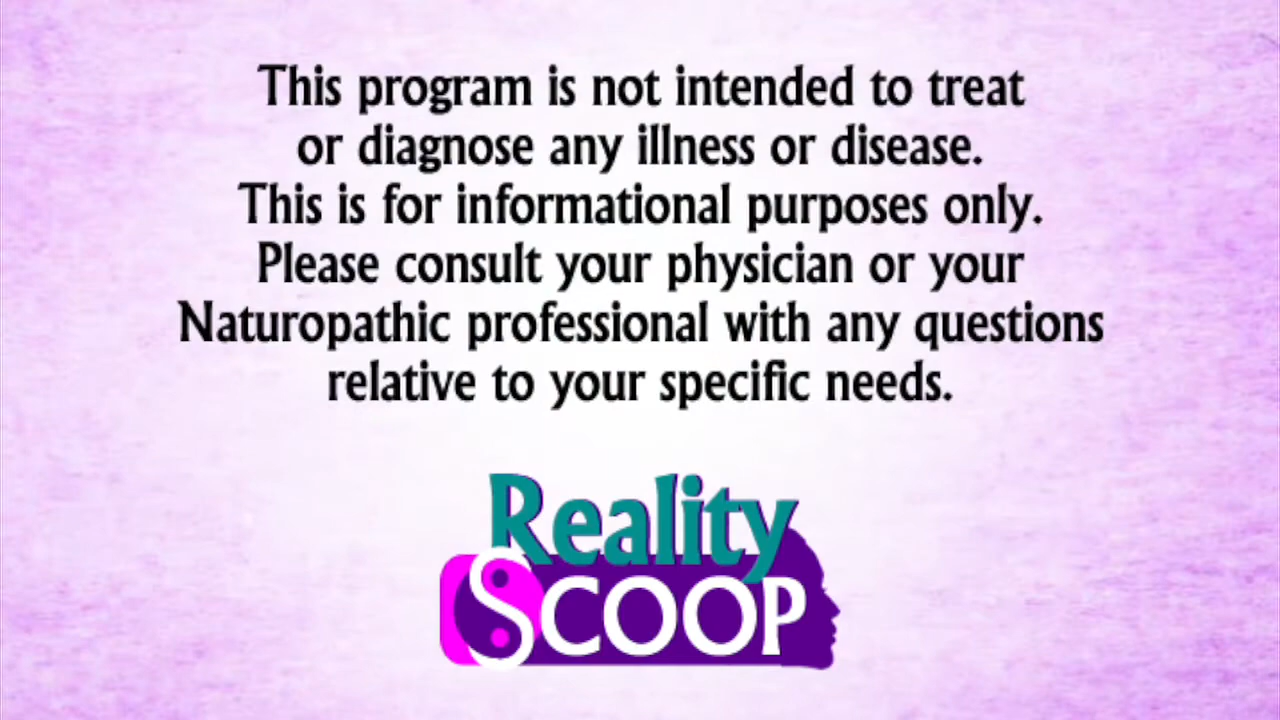 This program is not intended to treat
or diagnose any illness or disease.
This is for informational purposes only.
Please consult your physician or your
Naturopathic professional with any questions
relative to your specific needs.
Reality
SCOOP